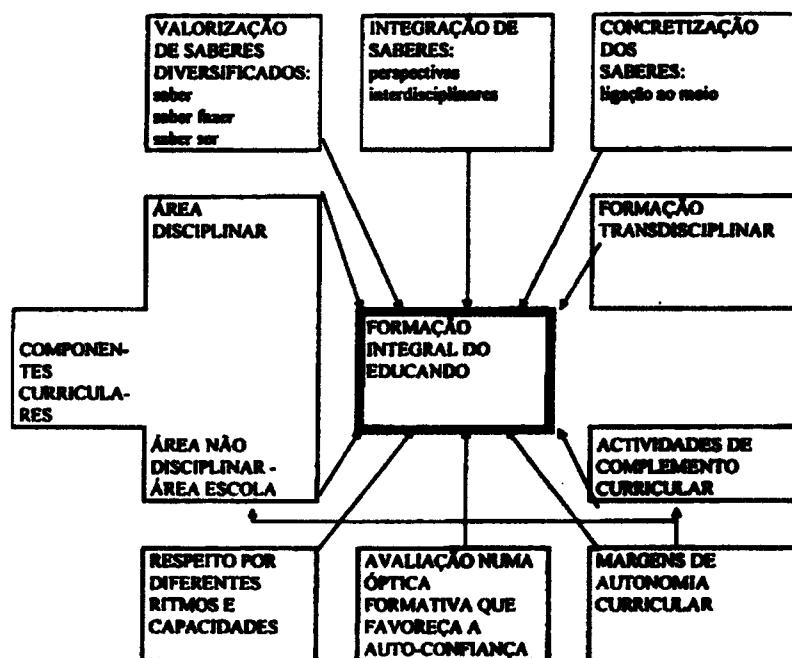 VALORIZAÇÃO
DE SABERES
DIVERSIFICADOS:
saber
saber fazer
saber ser
INTEGRAÇÃO DE
SABERES:
perspectivas
interdisciplinares
CONCRETIZAÇÃO
DOS
SABERES:
ligação ao meio
ÁREA
DISCIPLINAR
FORMAÇÃO
TRANSDISCIPLINAR
COMPONEN-
TES
CURRICULA-
RES
FORMAÇÃO
INTEGRAL DO
EDUCANDO
ÁREA NÃO
DISCIPLINAR -
ÁREA ESCOLA
ACTIVIDADES DE
COMPLEMENTO
CURRICULAR
RESPEITO POR
DIFERENTES
RITMOS E
CAPACIDADES
AVALIAÇÃO NUMA
ÓPTICA
FORMATIVA QUE
FAVOREÇA A
AUTO-CONFIANÇA
MARGENS DE
AUTONOMIA
CURRICULAR